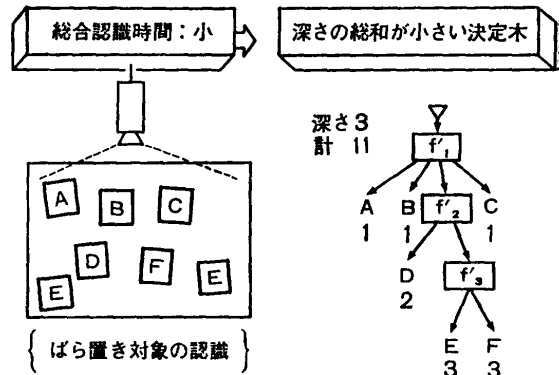 総合認識時間：小
深さの総和が小さい決定木
深さ3
計 11
f'₁
A B C
1 1 1
f'₂
D
2
f'₃
E F
3 3
A B C
D F E
E
{ ばら置き対象の認識 }